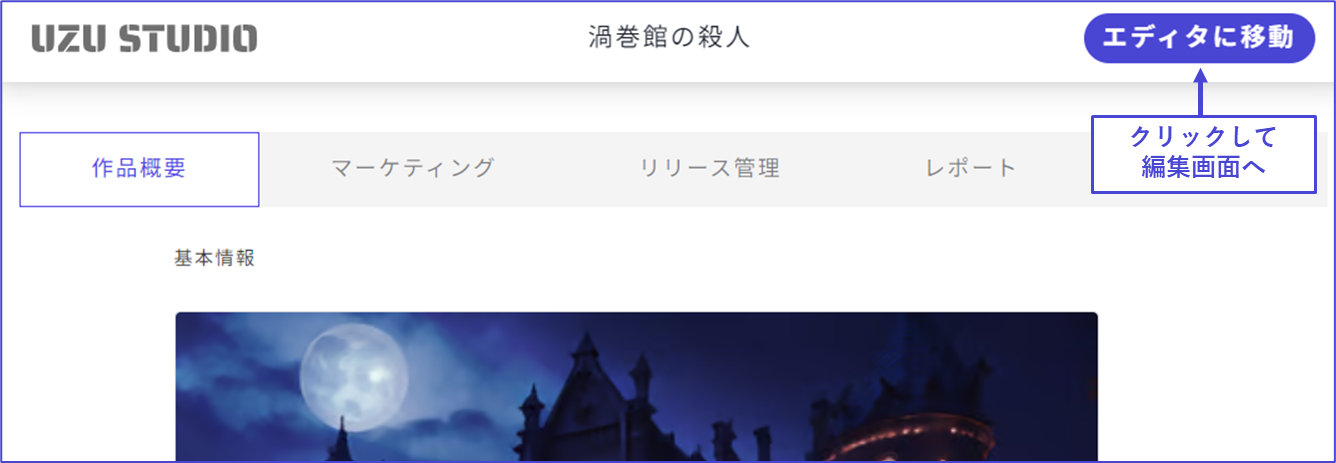 UZU STUDIO
渦巻館の殺人
エディタに移動
クリックして
編集画面へ
作品概要
マーケティング
リリース管理
レポート
基本情報